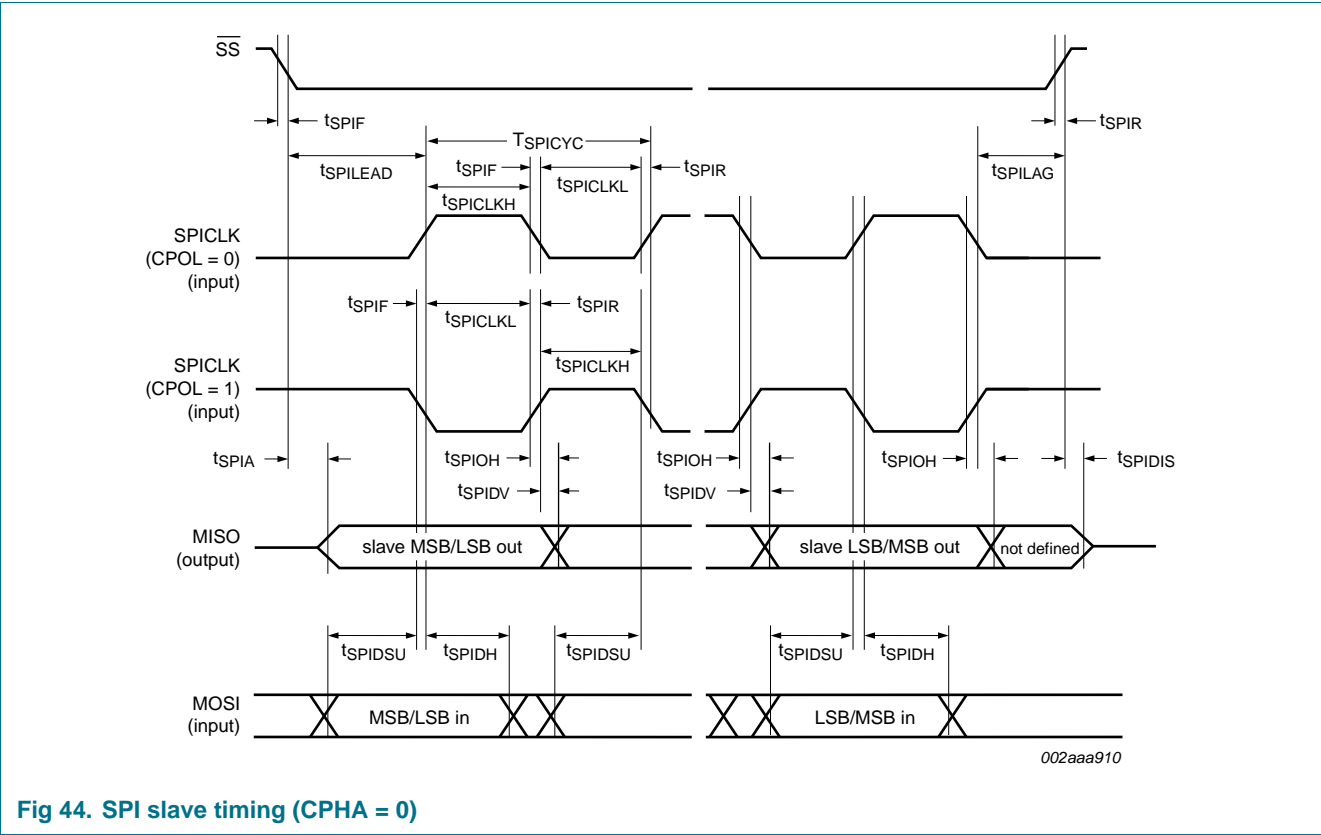 SS
tSPIF
TSPICYC
tSPIR
tSPILEAD
tSPIF
tSPICLKL
tSPIR
tSPILAG
tSPICLKH
SPICLK
(CPOL = 0)
(input)
tSPIF
tSPICLKL
tSPIR
SPICLK
(CPOL = 1)
(input)
tSPICLKH
tSPIA
tSPIOH
tSPIOH
tSPIOH
tSPIDIS
tSPIDV
tSPIDV
MISO
(output)
slave MSB/LSB out
slave LSB/MSB out
not defined
tSPIDSU
tSPIDH
tSPIDSU
tSPIDSU
tSPIDH
MOSI
(input)
MSB/LSB in
LSB/MSB in
002aaa910
Fig 44. SPI slave timing (CPHA = 0)